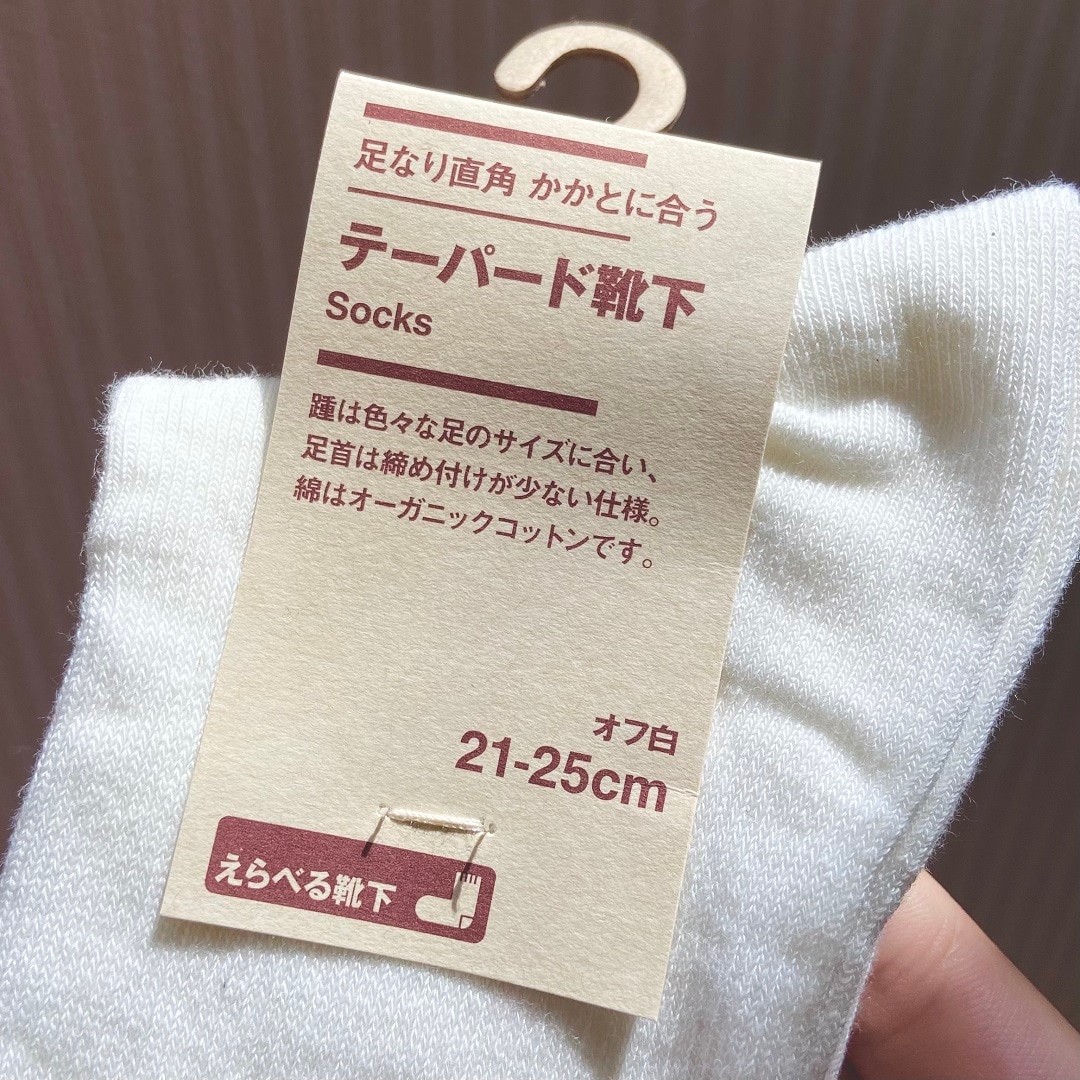 足なり直角 かかとに合う
テーパード靴下
Socks
踵は色々な足のサイズに合い、
足首は締め付けが少ない仕様。
綿はオーガニックコットンです。
オフ白
21-25cm
えらべる靴下